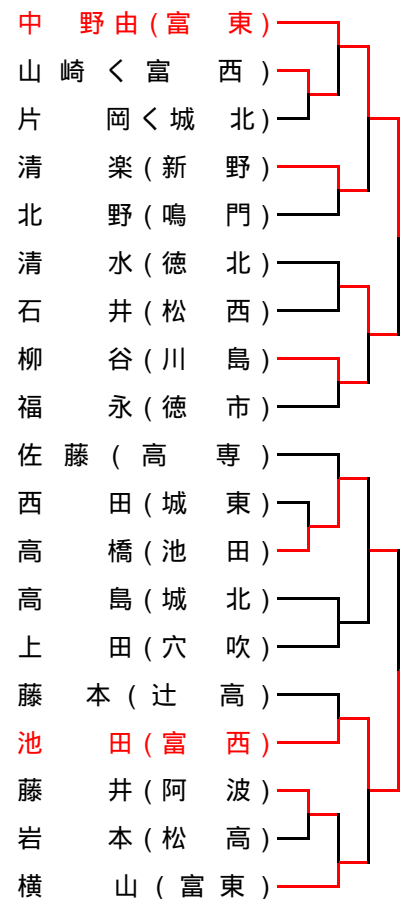 中野由(富東)
山崎く富西)
片岡く城北)
清楽(新野)
北野(鳴門)
清水(徳北)
石井(松西)
柳谷(川島)
福永(徳市)
佐藤(高専)
西田(城東)
高橋(池田)
高島(城北)
上田(穴吹)
藤本(辻高)
池田(富西)
藤井(阿波)
岩本(松高)
横山(富東)